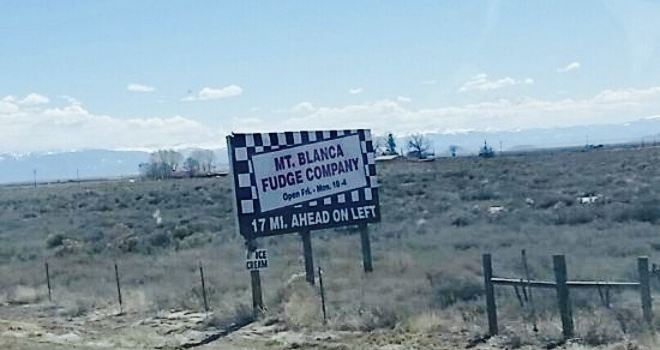 MT. BLANCA
FUDGE COMPANY
Open Fri. - Mon. 10-4
17 MI. AHEAD ON LEFT
ICE
CREAM